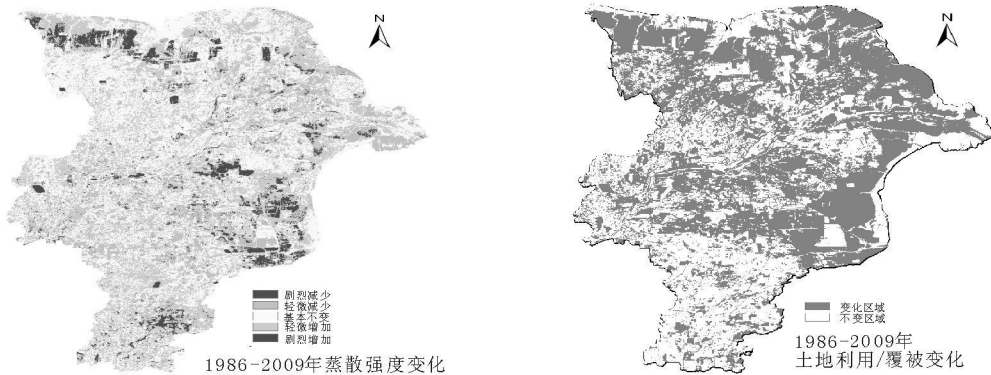 N
剧烈减少
轻微减少
基本不变
轻微增加
剧烈增加
1986-2009年蒸散强度变化
N
变化区域
不变区域
1986-2009年
土地利用/覆被变化